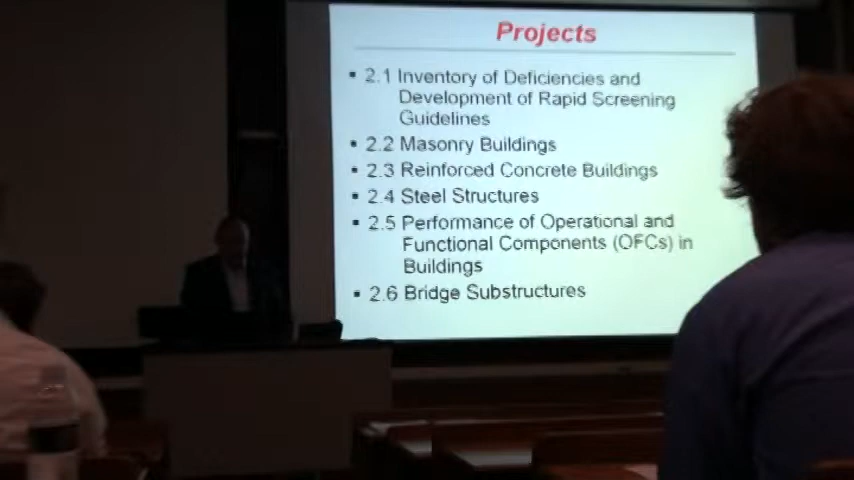 Projects
▪ 2.1 Inventory of Deficiencies and
Development of Rapid Screening
Guidelines
▪ 2.2 Masonry Buildings
▪ 2.3 Reinforced Concrete Buildings
▪ 2.4 Steel Structures
▪ 2.5 Performance of Operational and
Functional Components (OFCs) in
Buildings
▪ 2.6 Bridge Substructures